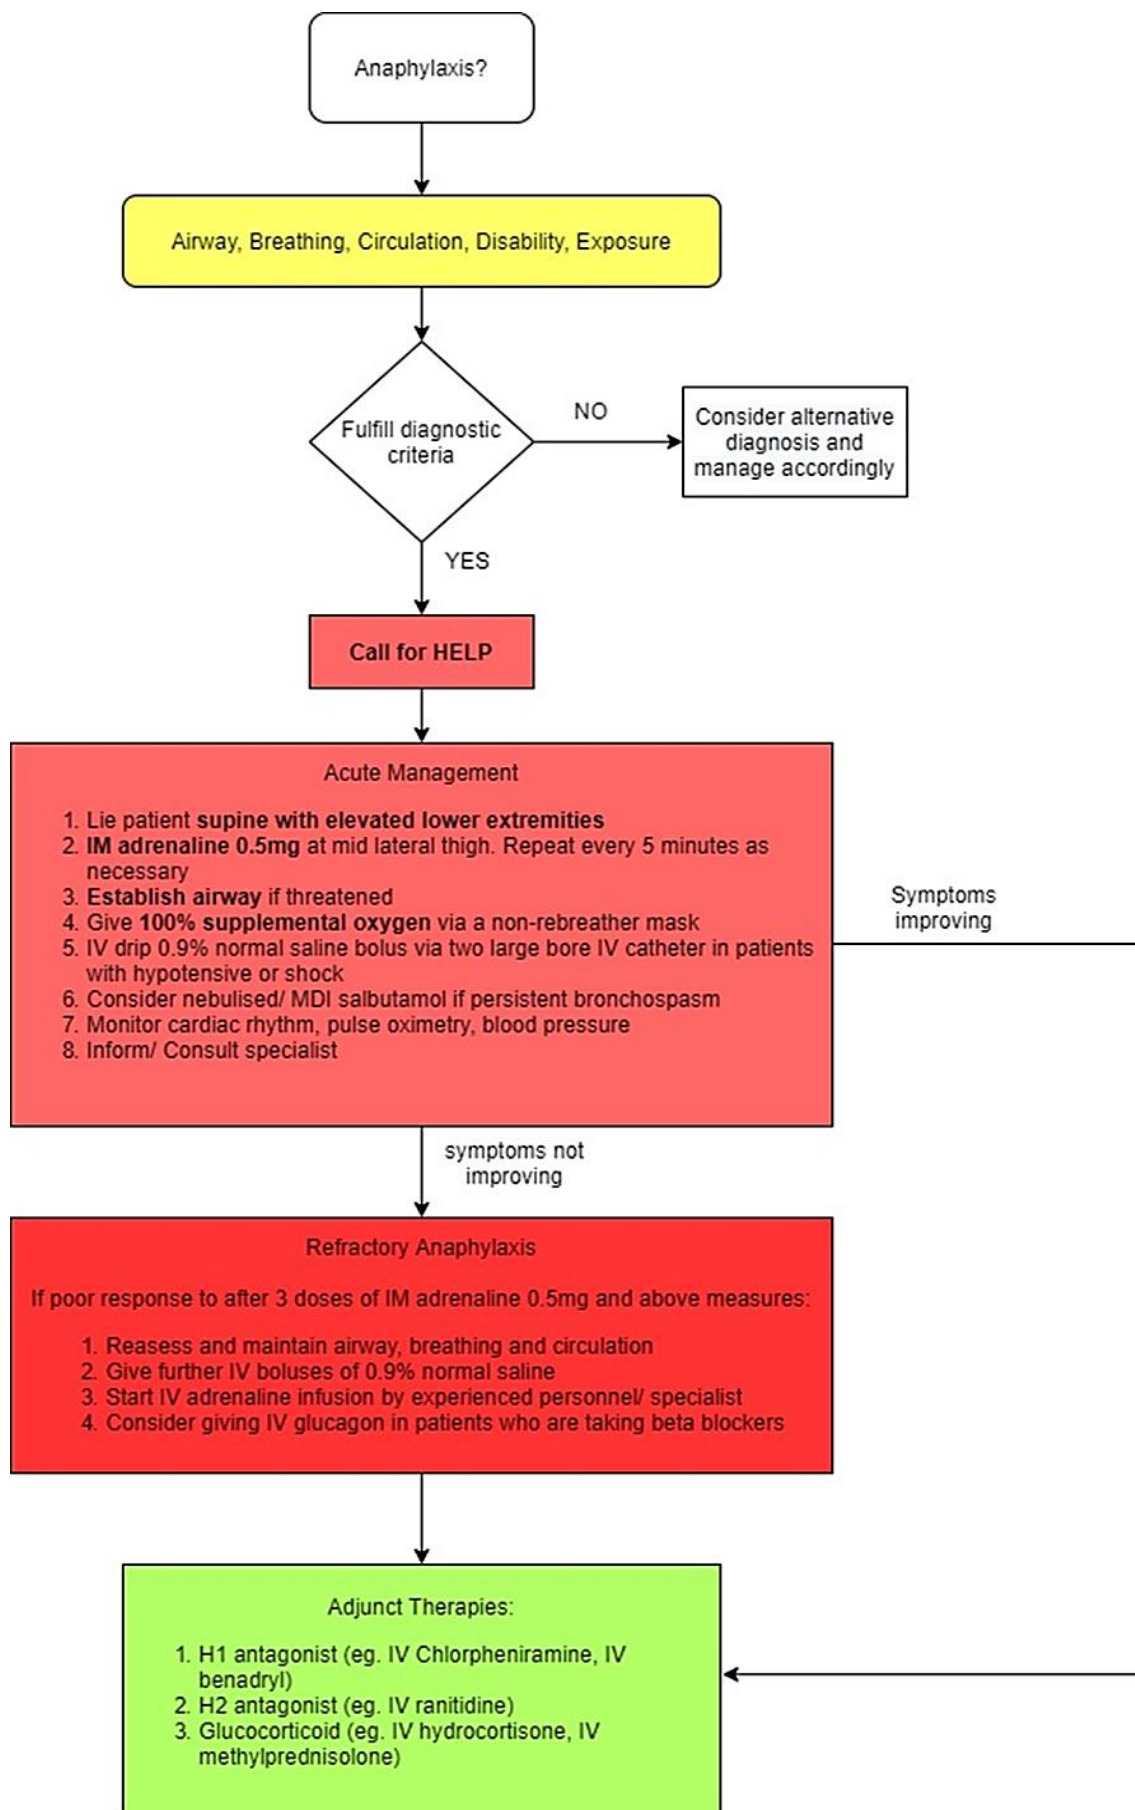 Anaphylaxis?
Airway, Breathing, Circulation, Disability, Exposure
Fulfill diagnostic
criteria
NO
Consider alternative
diagnosis and
manage accordingly
YES
Call for HELP
Acute Management
1. Lie patient supine with elevated lower extremities
2. IM adrenaline 0.5mg at mid lateral thigh. Repeat every 5 minutes as
necessary
3. Establish airway if threatened
4. Give 100% supplemental oxygen via a non-rebreather mask
5. IV drip 0.9% normal saline bolus via two large bore IV catheter in patients
with hypotensive or shock
6. Consider nebulised/ MDI salbutamol if persistent bronchospasm
7. Monitor cardiac rhythm, pulse oximetry, blood pressure
8. Inform/ Consult specialist
Symptoms
improving
symptoms not
improving
Refractory Anaphylaxis
If poor response to after 3 doses of IM adrenaline 0.5mg and above measures:
1. Reasess and maintain airway, breathing and circulation
2. Give further IV boluses of 0.9% normal saline
3. Start IV adrenaline infusion by experienced personnel/ specialist
4. Consider giving IV glucagon in patients who are taking beta blockers
Adjunct Therapies:
1. H1 antagonist (eg. IV Chlorpheniramine, IV
benadryl)
2. H2 antagonist (eg. IV ranitidine)
3. Glucocorticoid (eg. IV hydrocortisone, IV
methylprednisolone)